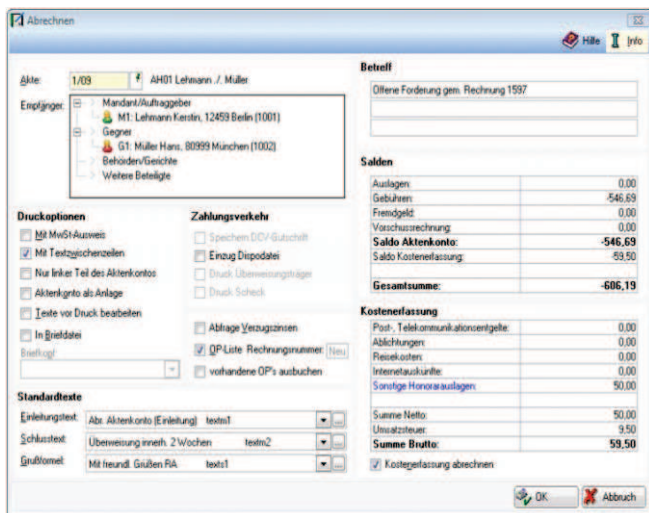 Abrechnen
Hilfe Info
Akte: 1/09 AH01 Lehmann ./. Müller
Empfänger:
Mandant/Auftraggeber
M1: Lehmann Kerstin, 12459 Berlin (1001)
Gegner
G1: Müller Hans, 80999 München (1002)
Behörden/Gerichte
Weitere Beteiligte
Druckoptionen
Mit MwSt-Ausweis
Mit Textzwischenzeilen
Nur linker Teil des Aktenkontos
Aktenkonto als Anlage
Texte vor Druck bearbeiten
In Briefdatei
Briefkopf:
Zahlungsverkehr
Speichern DCV-Gutschrift
Einzug Dispodatei
Druck Überweisungsträger
Druck Scheck
Abfrage Verzugszinsen
OP-Liste Rechnungsnummer: Neu
vorhandene OP's ausbuchen
Standardtexte
Einleitungstext: Abr. Aktenkonto (Einleitung) textm1
Schlusstext: Überweisung innerh. 2 Wochen textm2
Grußformel: Mit freundl. Grüßen RA texts1
Betreff
Offene Forderung gem. Rechnung 1597
Salden
Auslagen: 0,00
Gebühren: -546,69
Fremdgeld: 0,00
Vorschussrechnung: 0,00
Saldo Aktenkonto: -546,69
Saldo Kostenerfassung: -59,50
Gesamtsumme: -606,19
Kostenerfassung
Post-, Telekommunikationsentgelte: 0,00
Ablichtungen: 0,00
Reisekosten: 0,00
Internetauskünfte: 0,00
Sonstige Honorarauslagen: 50,00
Summe Netto: 50,00
Umsatzsteuer: 9,50
Summe Brutto: 59,50
Kostenerfassung abrechnen
OK Abbruch